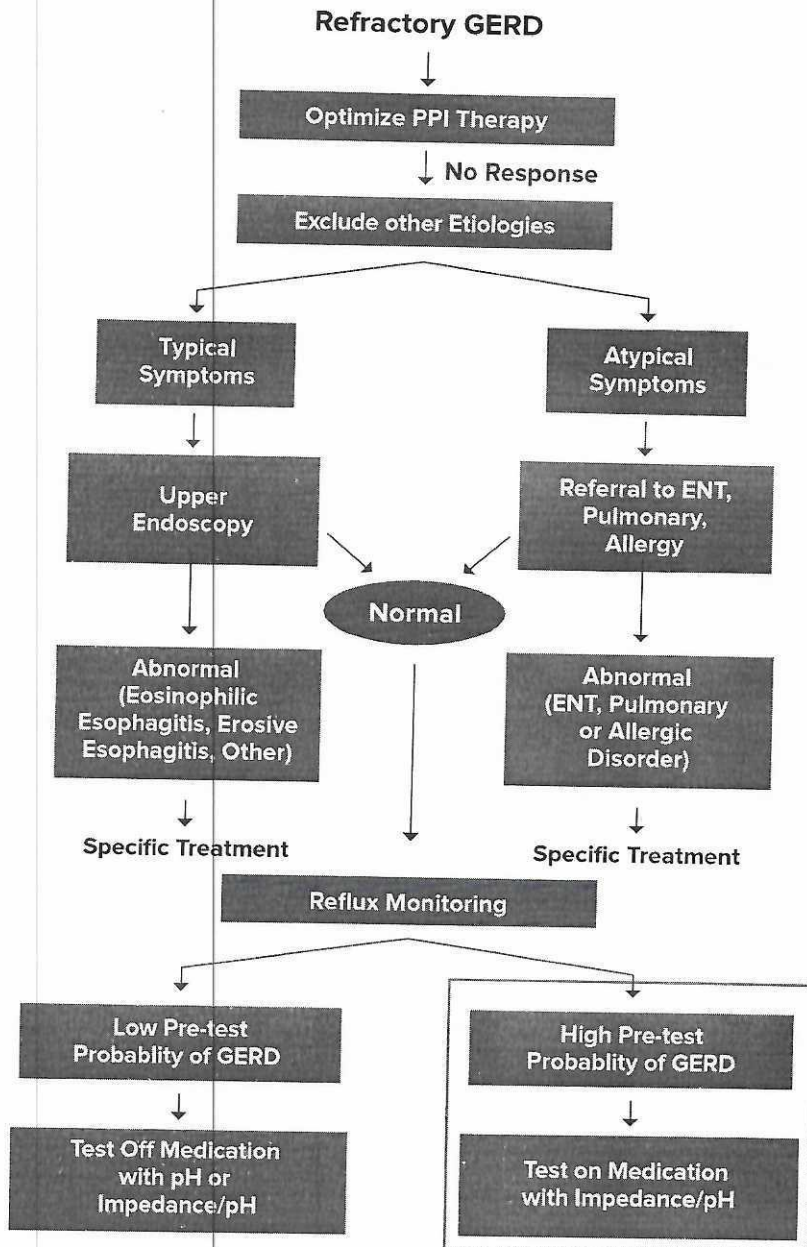 Refractory GERD
Optimize PPI Therapy
No Response
Exclude other Etiologies
Typical
Symptoms
Atypical
Symptoms
Upper
Endoscopy
Referral to ENT,
Pulmonary,
Allergy
Normal
Abnormal
(Eosinophilic
Esophagitis, Erosive
Esophagitis, Other)
Abnormal
(ENT, Pulmonary
or Allergic
Disorder)
Specific Treatment
Specific Treatment
Reflux Monitoring
Low Pre-test
Probablity of GERD
High Pre-test
Probablity of GERD
Test Off Medication
with pH or
Impedance/pH
Test on Medication
with Impedance/pH